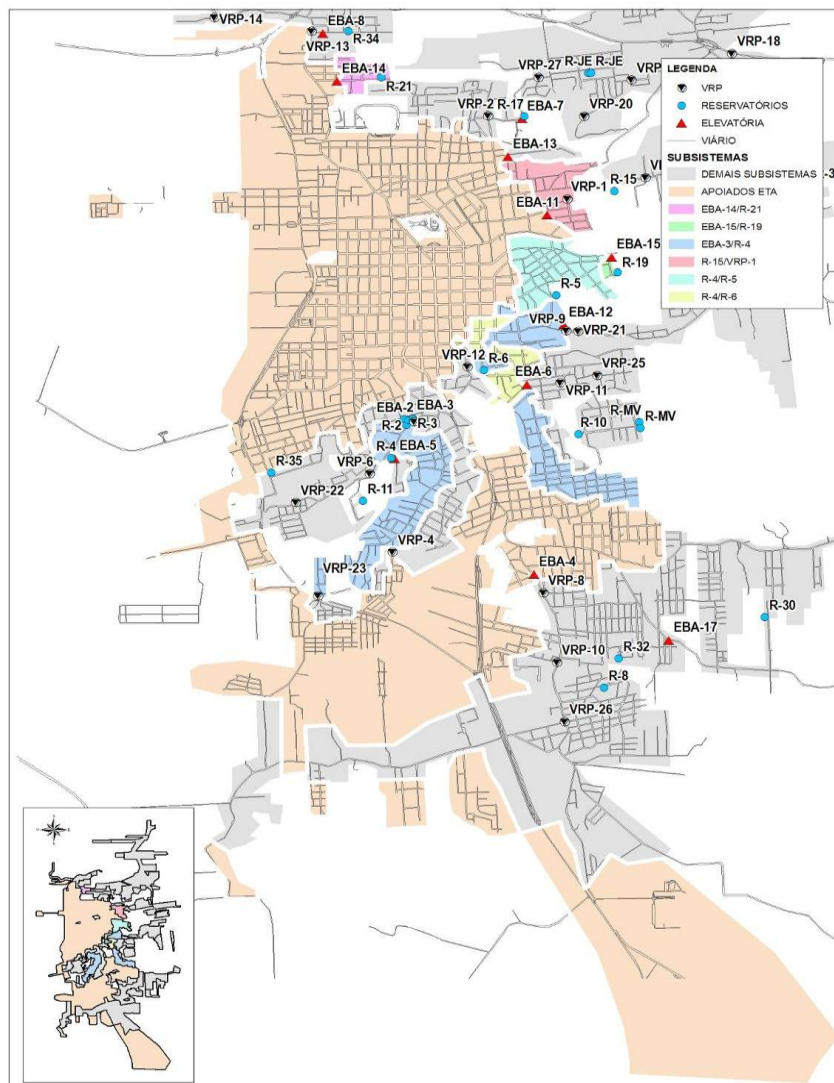 VRP-14
EBA-8
R-34
VRP-13
EBA-14
R-21
VRP-18
VRP-27
R-JE
R-JE
VRP
VRP-2
R-17
EBA-7
VRP-20
EBA-13
R-15
VRP-1
EBA-11
EBA-15
R-19
R-5
VRP-9
EBA-12
VRP-21
VRP-12
R-6
VRP-25
EBA-6
VRP-11
EBA-2
EBA-3
R-2
R-3
R-MV
R-MV
R-10
R-4
EBA-5
R-35
VRP-6
VRP-22
R-11
VRP-4
VRP-23
EBA-4
VRP-8
R-30
EBA-17
R-32
VRP-10
R-8
VRP-26
LEGENDA
VRP
RESERVATÓRIOS
ELEVATÓRIA
VIÁRIO
SUBSISTEMAS
DEMAIS SUBSISTEMAS
APOIADOS ETA
EBA-14/R-21
EBA-15/R-19
EBA-3/R-4
R-15/VRP-1
R-4/R-5
R-4/R-6